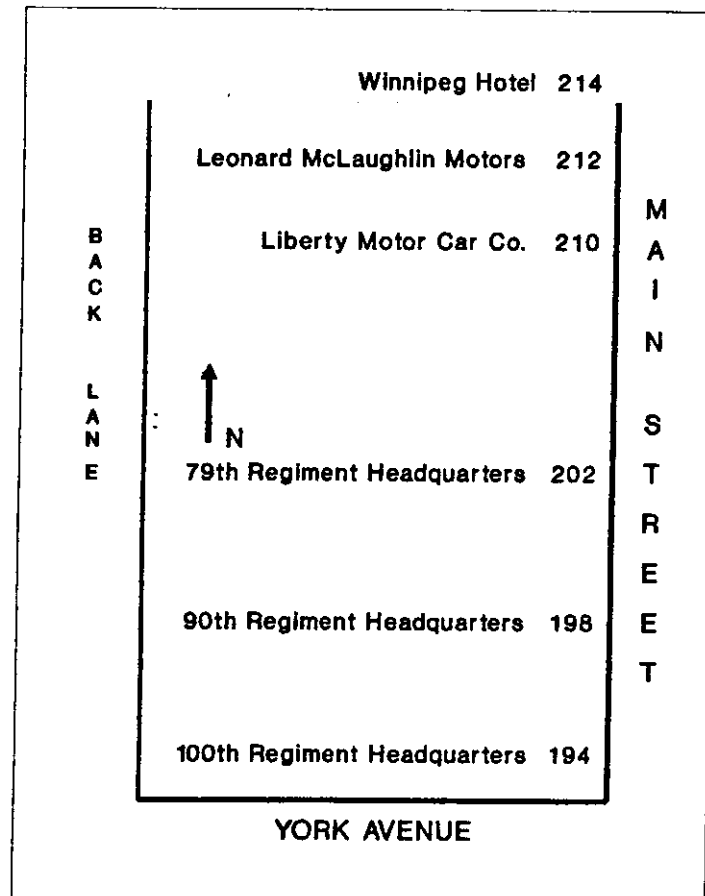 Winnipeg Hotel 214
Leonard McLaughlin Motors 212
Liberty Motor Car Co. 210
BACK LANE
MAIN STREET
N
79th Regiment Headquarters 202
90th Regiment Headquarters 198
100th Regiment Headquarters 194
YORK AVENUE